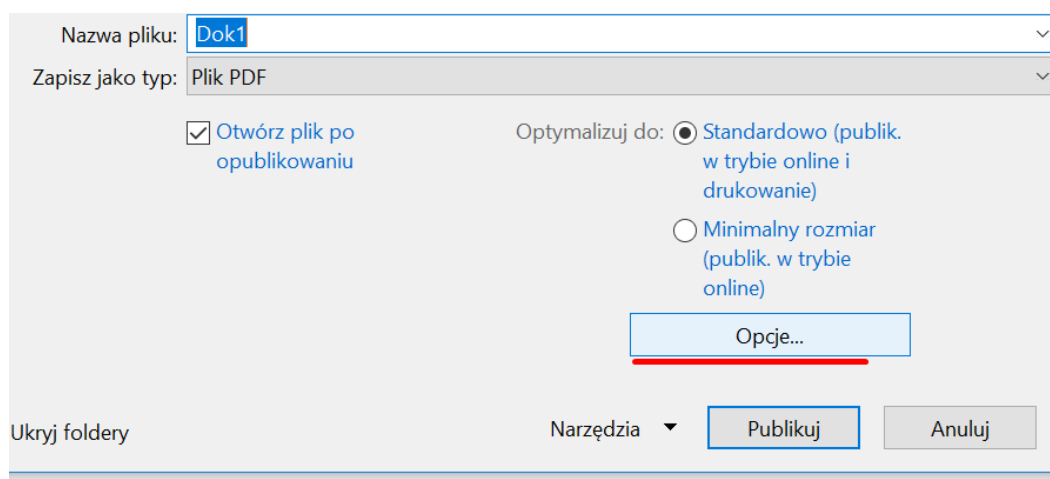 Nazwa pliku: Dok1
Zapisz jako typ: Plik PDF
Otwórz plik po
opublikowaniu
Optymalizuj do: Standardowo (publik.
w trybie online i
drukowanie)
Minimalny rozmiar
(publik. w trybie
online)
Opcje...
Ukryj foldery
Narzędzia
Publikuj
Anuluj